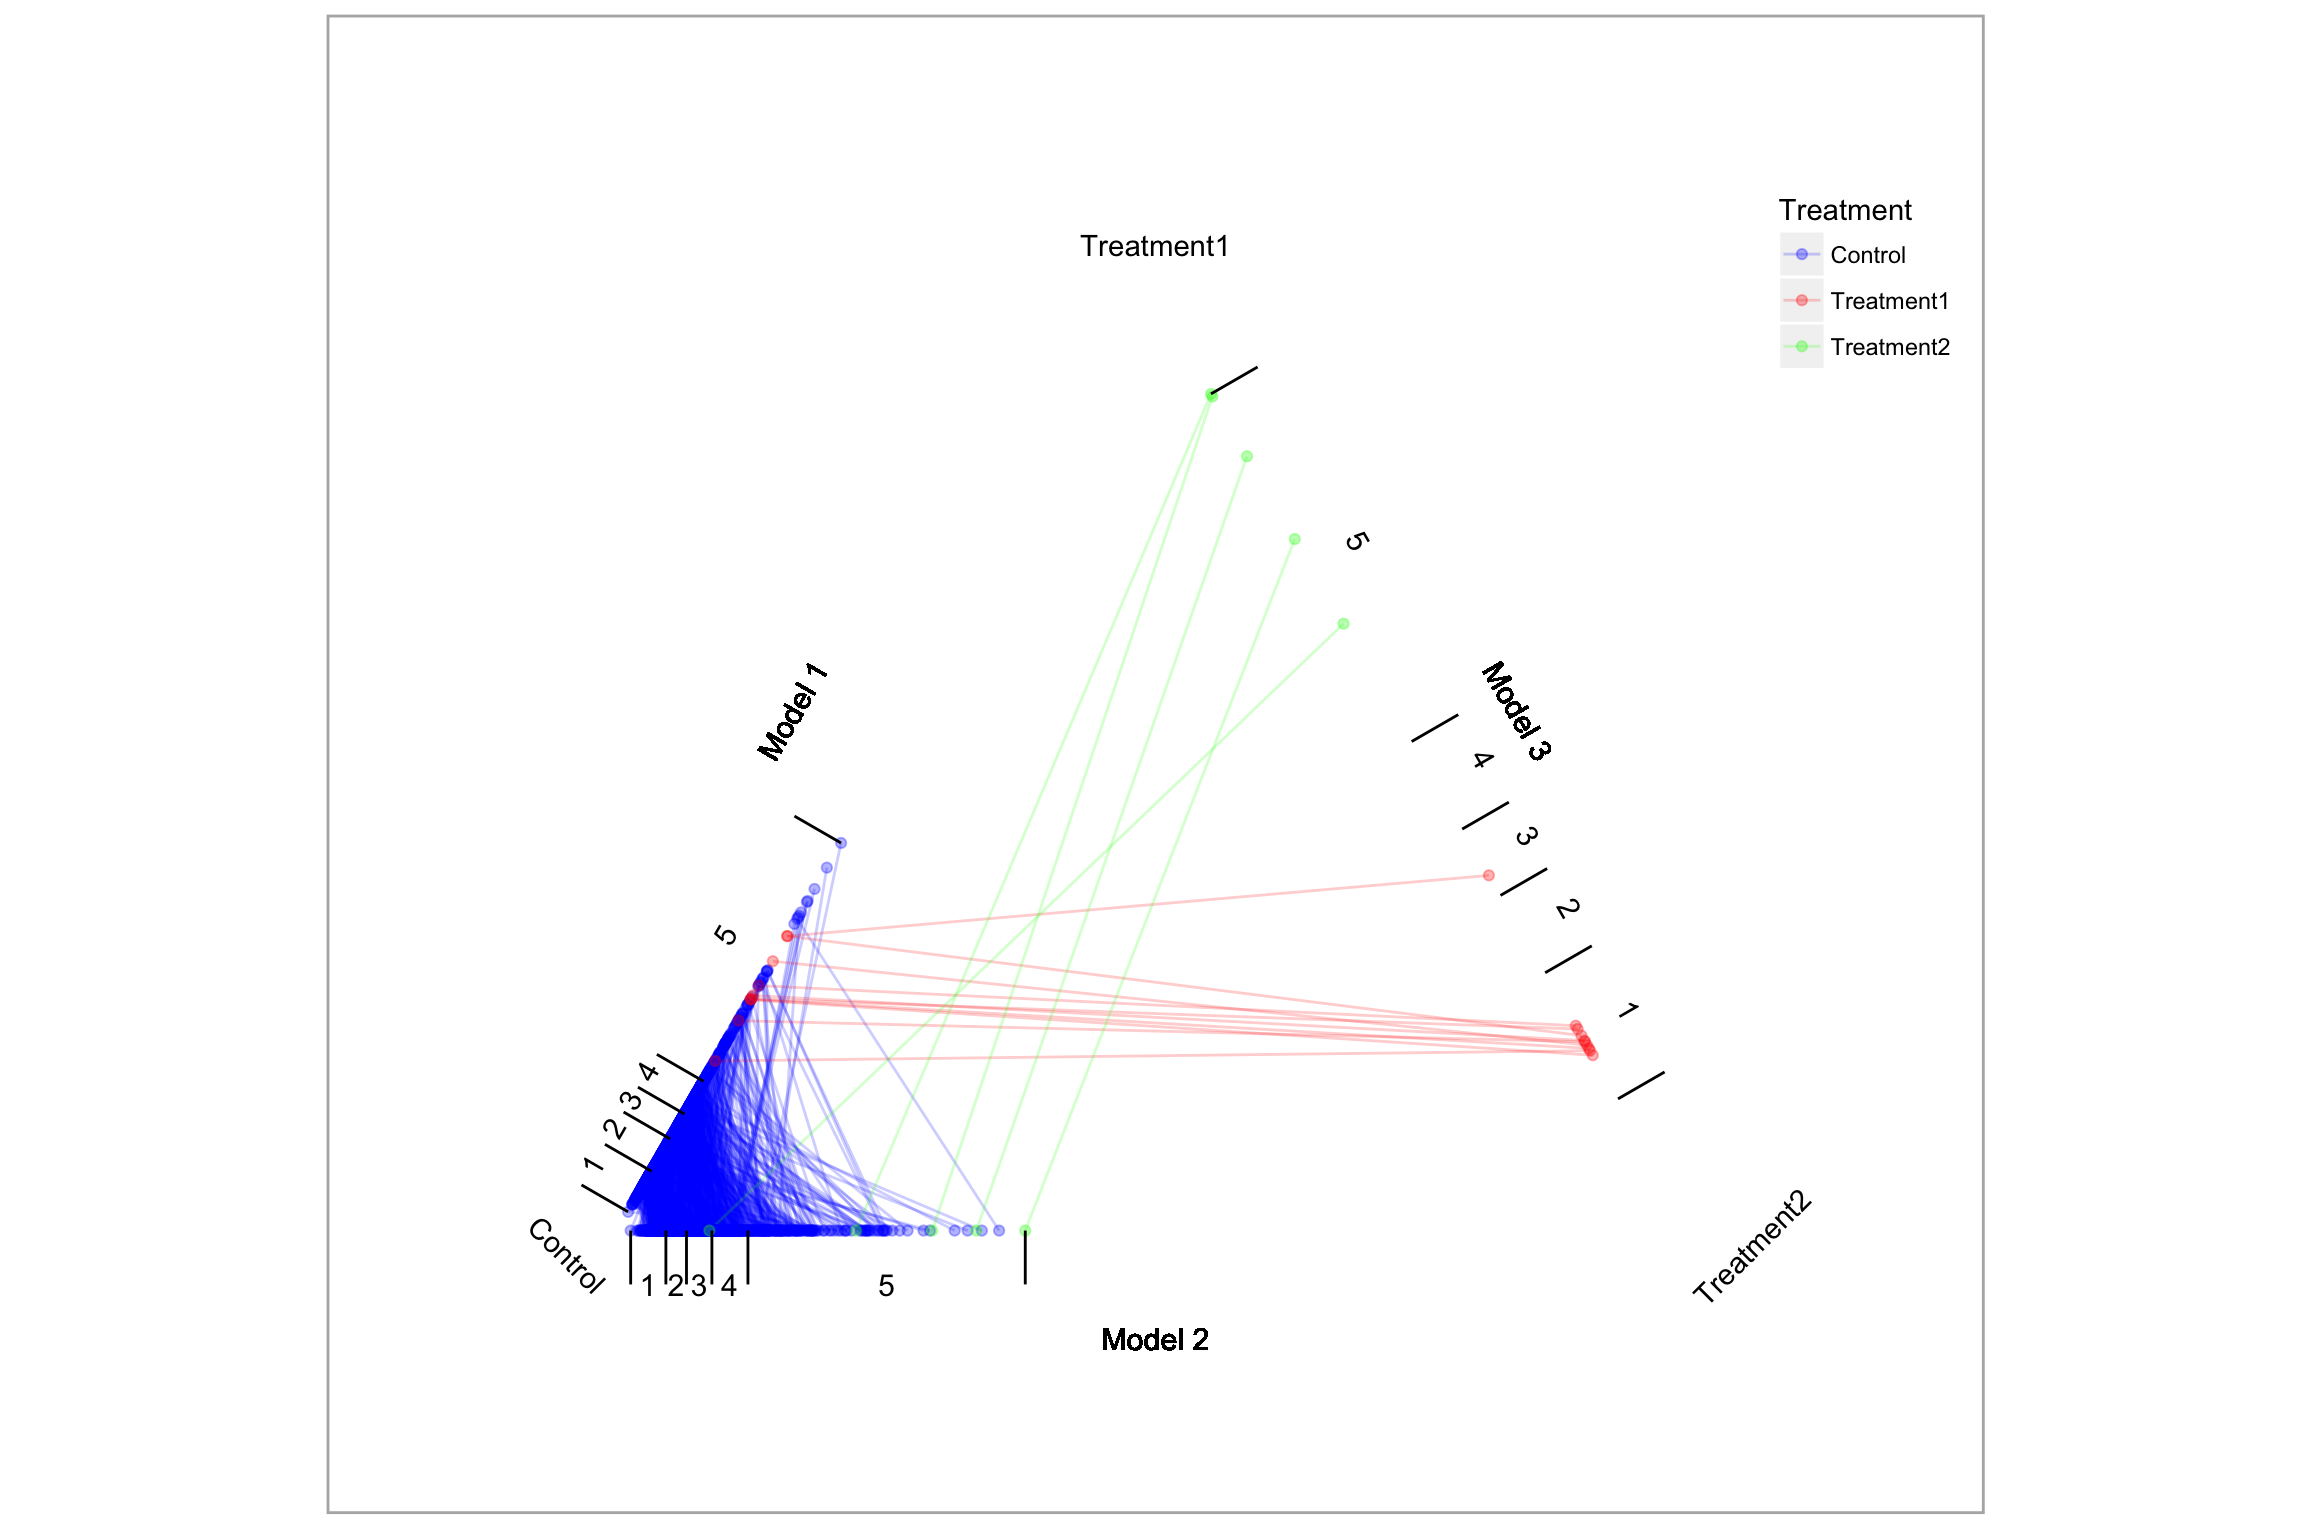 Treatment
Control
Treatment1
Treatment2
Treatment1
5
Model 1
Model 3
4
3
2
1
5
4
3
2
1
Control
Treatment2
1 2 3 4 5
Model 2